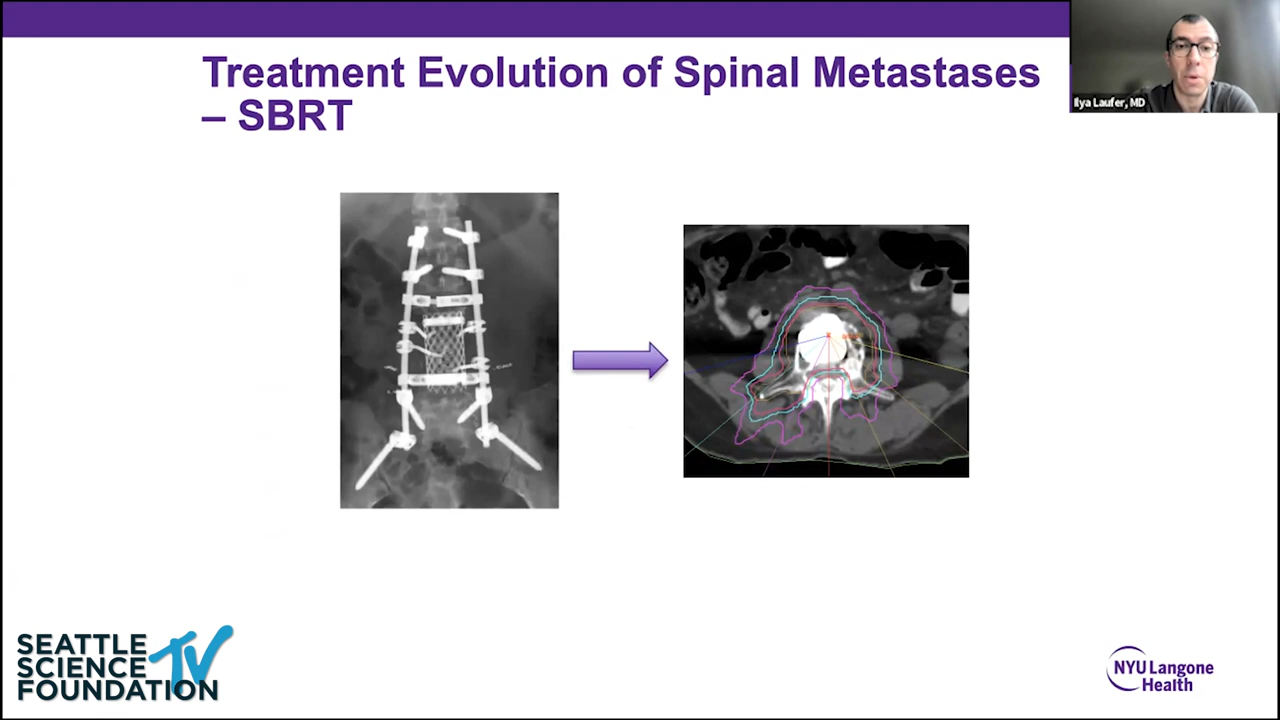 Treatment Evolution of Spinal Metastases
– SBRT
Ilya Laufer, MD
SEATTLE
SCIENCE
FOUNDATION
TV
NYU Langone
Health